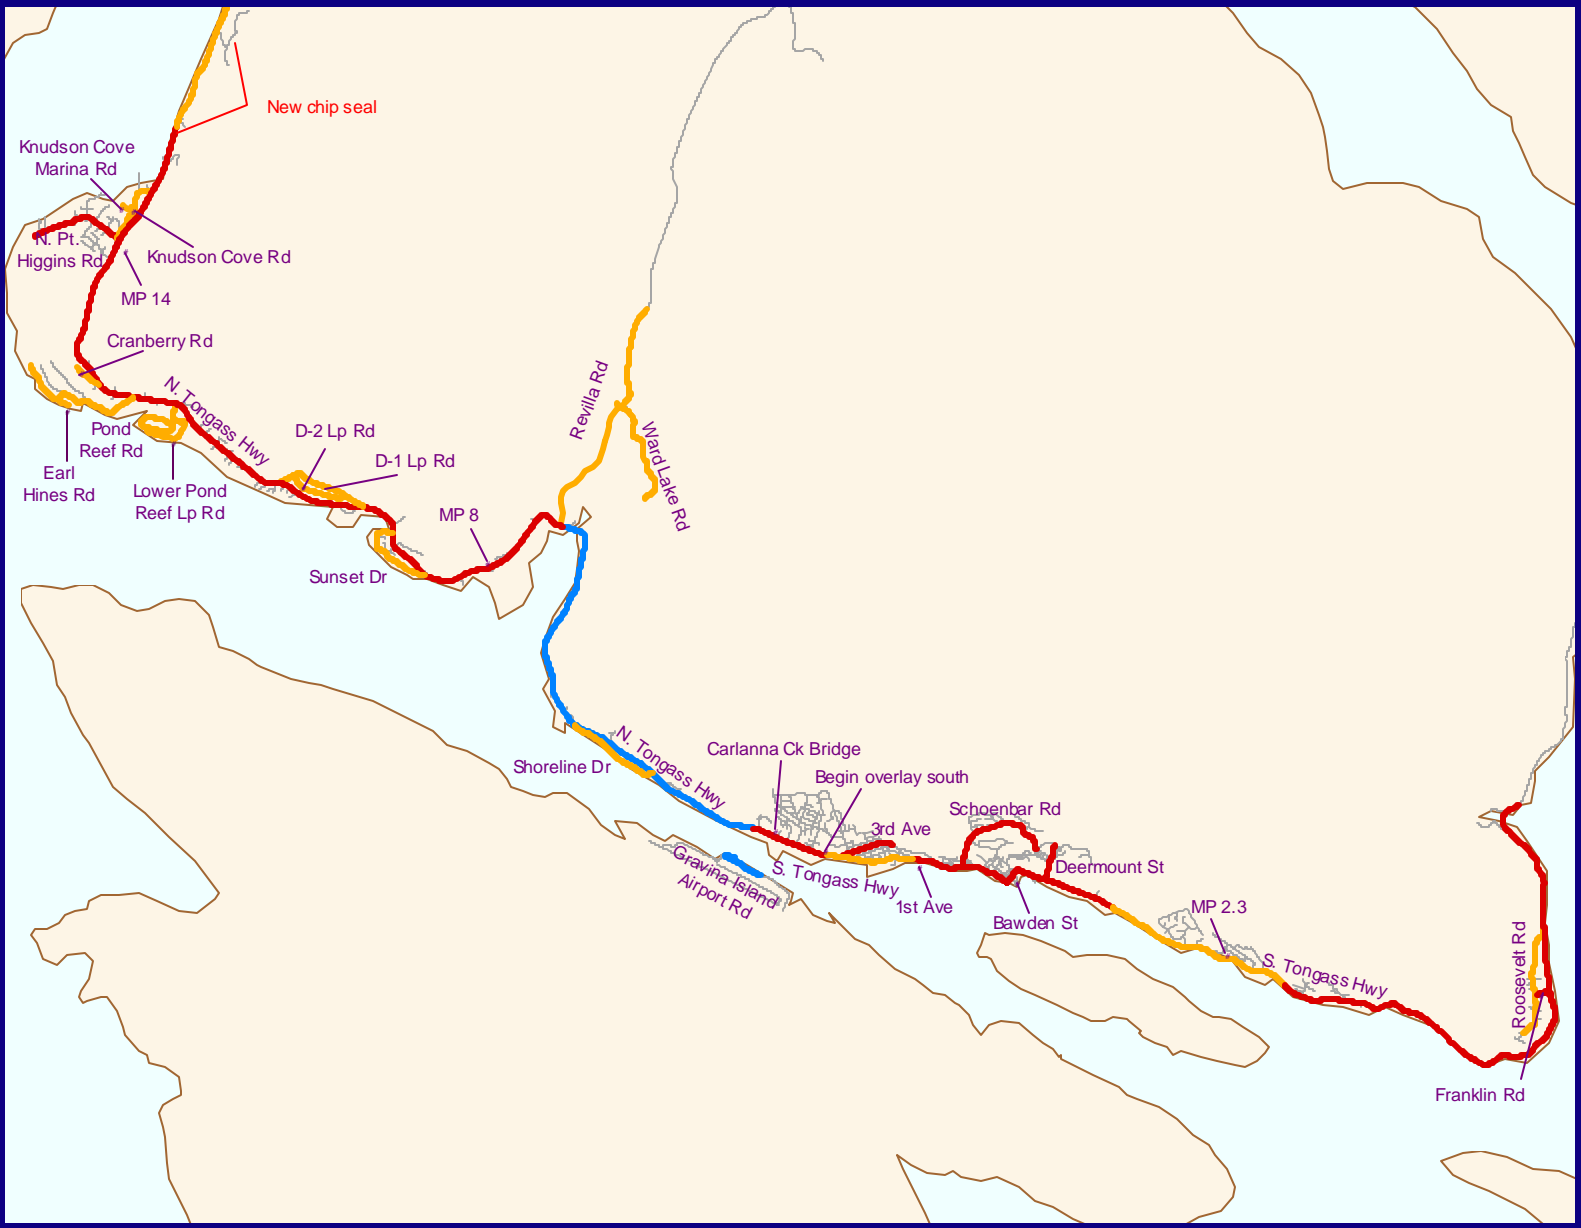 New chip seal
Knudson Cove
Marina Rd
N. Pt.
Higgins Rd
Knudson Cove Rd
MP 14
Cranberry Rd
N. Tongass Hwy
Pond
Reef Rd
Earl
Hines Rd
Lower Pond
Reef Lp Rd
D-2 Lp Rd
D-1 Lp Rd
Sunset Dr
MP 8
Revilla Rd
Ward Lake Rd
Shoreline Dr
N. Tongass Hwy
Carlanna Ck Bridge
Begin overlay south
Gravina Island
Airport Rd
S. Tongass Hwy
3rd Ave
1st Ave
Schoenbar Rd
Deermount St
Bawden St
MP 2.3
S. Tongass Hwy
Roosevelt Rd
Franklin Rd